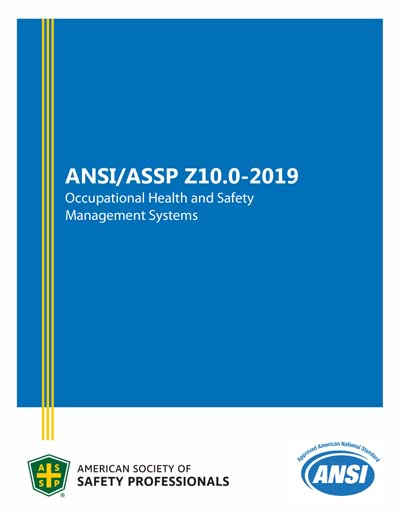 ANSI/ASSP Z10.0-2019
Occupational Health and Safety
Management Systems
A S
S P
®
AMERICAN SOCIETY OF
SAFETY PROFESSIONALS
Approved American National Standard
ANSI